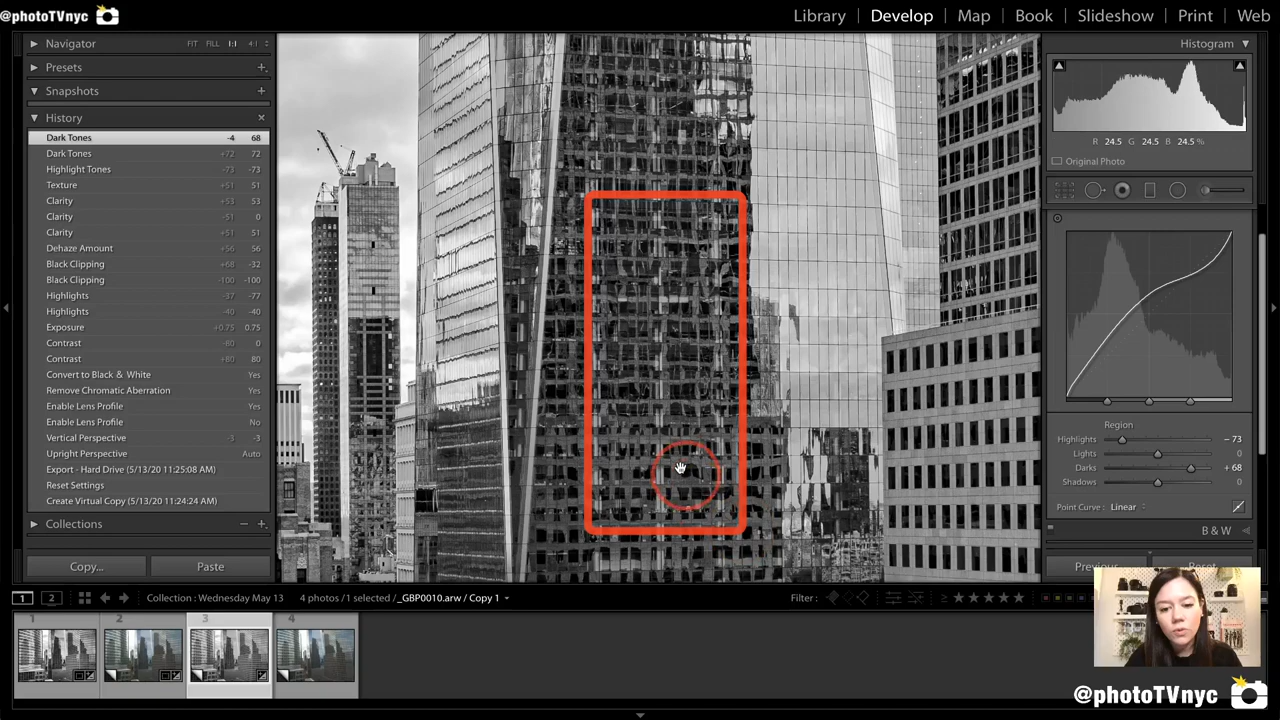 @photoTVnyc
Library | Develop | Map | Book | Slideshow | Print | Web
Navigator FIT FILL 1:1 4:1
Presets
Snapshots
History
Dark Tones -4 68
Dark Tones +72 72
Highlight Tones -73 -73
Texture +51 51
Clarity +53 53
Clarity -51 0
Clarity +51 51
Dehaze Amount +56 56
Black Clipping +68 -32
Black Clipping -100 -100
Highlights -37 -77
Highlights -40 -40
Exposure +0.75 0.75
Contrast -80 0
Contrast +80 80
Convert to Black & White Yes
Remove Chromatic Aberration Yes
Enable Lens Profile Yes
Enable Lens Profile No
Vertical Perspective -3 -3
Upright Perspective Auto
Export - Hard Drive (5/13/20 11:25:08 AM)
Reset Settings
Create Virtual Copy (5/13/20 11:24:24 AM)
Collections
Copy... Paste
Histogram
R 24.5 G 24.5 B 24.5 %
Original Photo
Region
Highlights - 73
Lights 0
Darks + 68
Shadows 0
Point Curve : Linear
B & W
Previous Reset
1 2 Collection : Wednesday May 13 4 photos / 1 selected / _GBP0010.arw / Copy 1 Filter :
1 2 3 4
@photoTVnyc